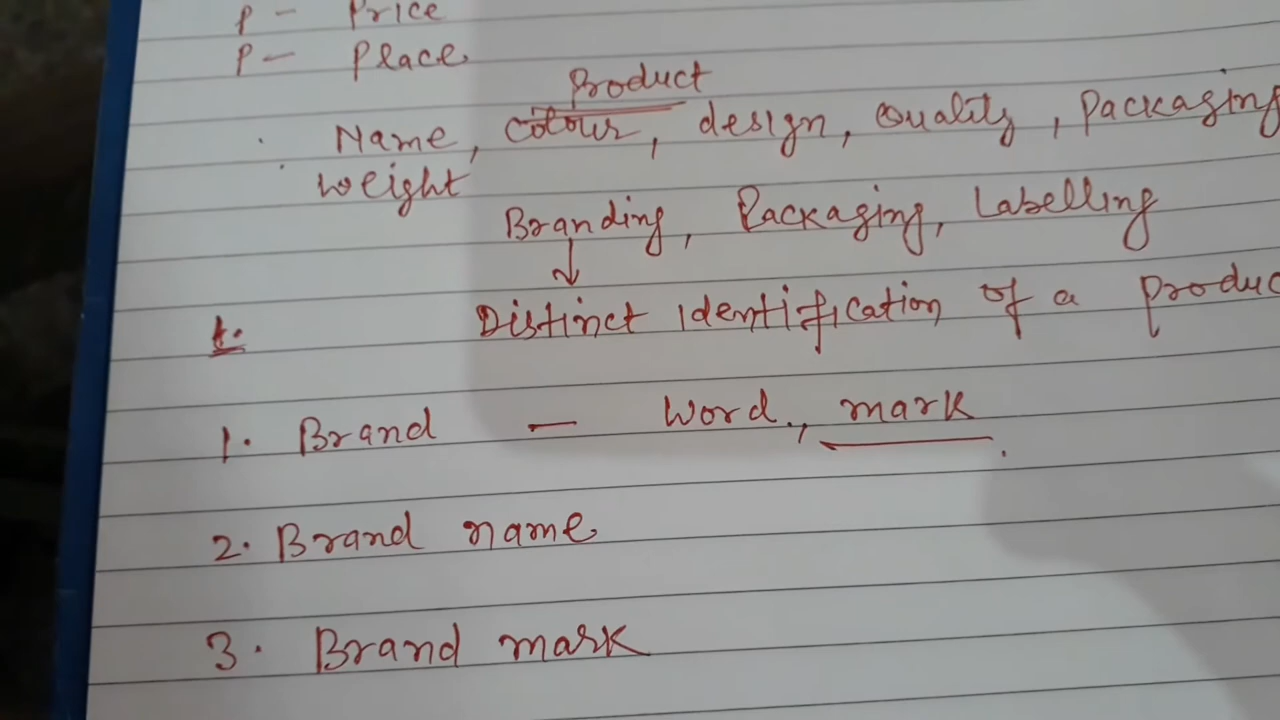 P - Price
P - Place
Product
Name, colour, design, Quality, Packaging
weight
Branding, Packaging, Labelling
↓
Distinct Identification of a Produc
1. Brand - Word, mark
2. Brand name
3. Brand mark